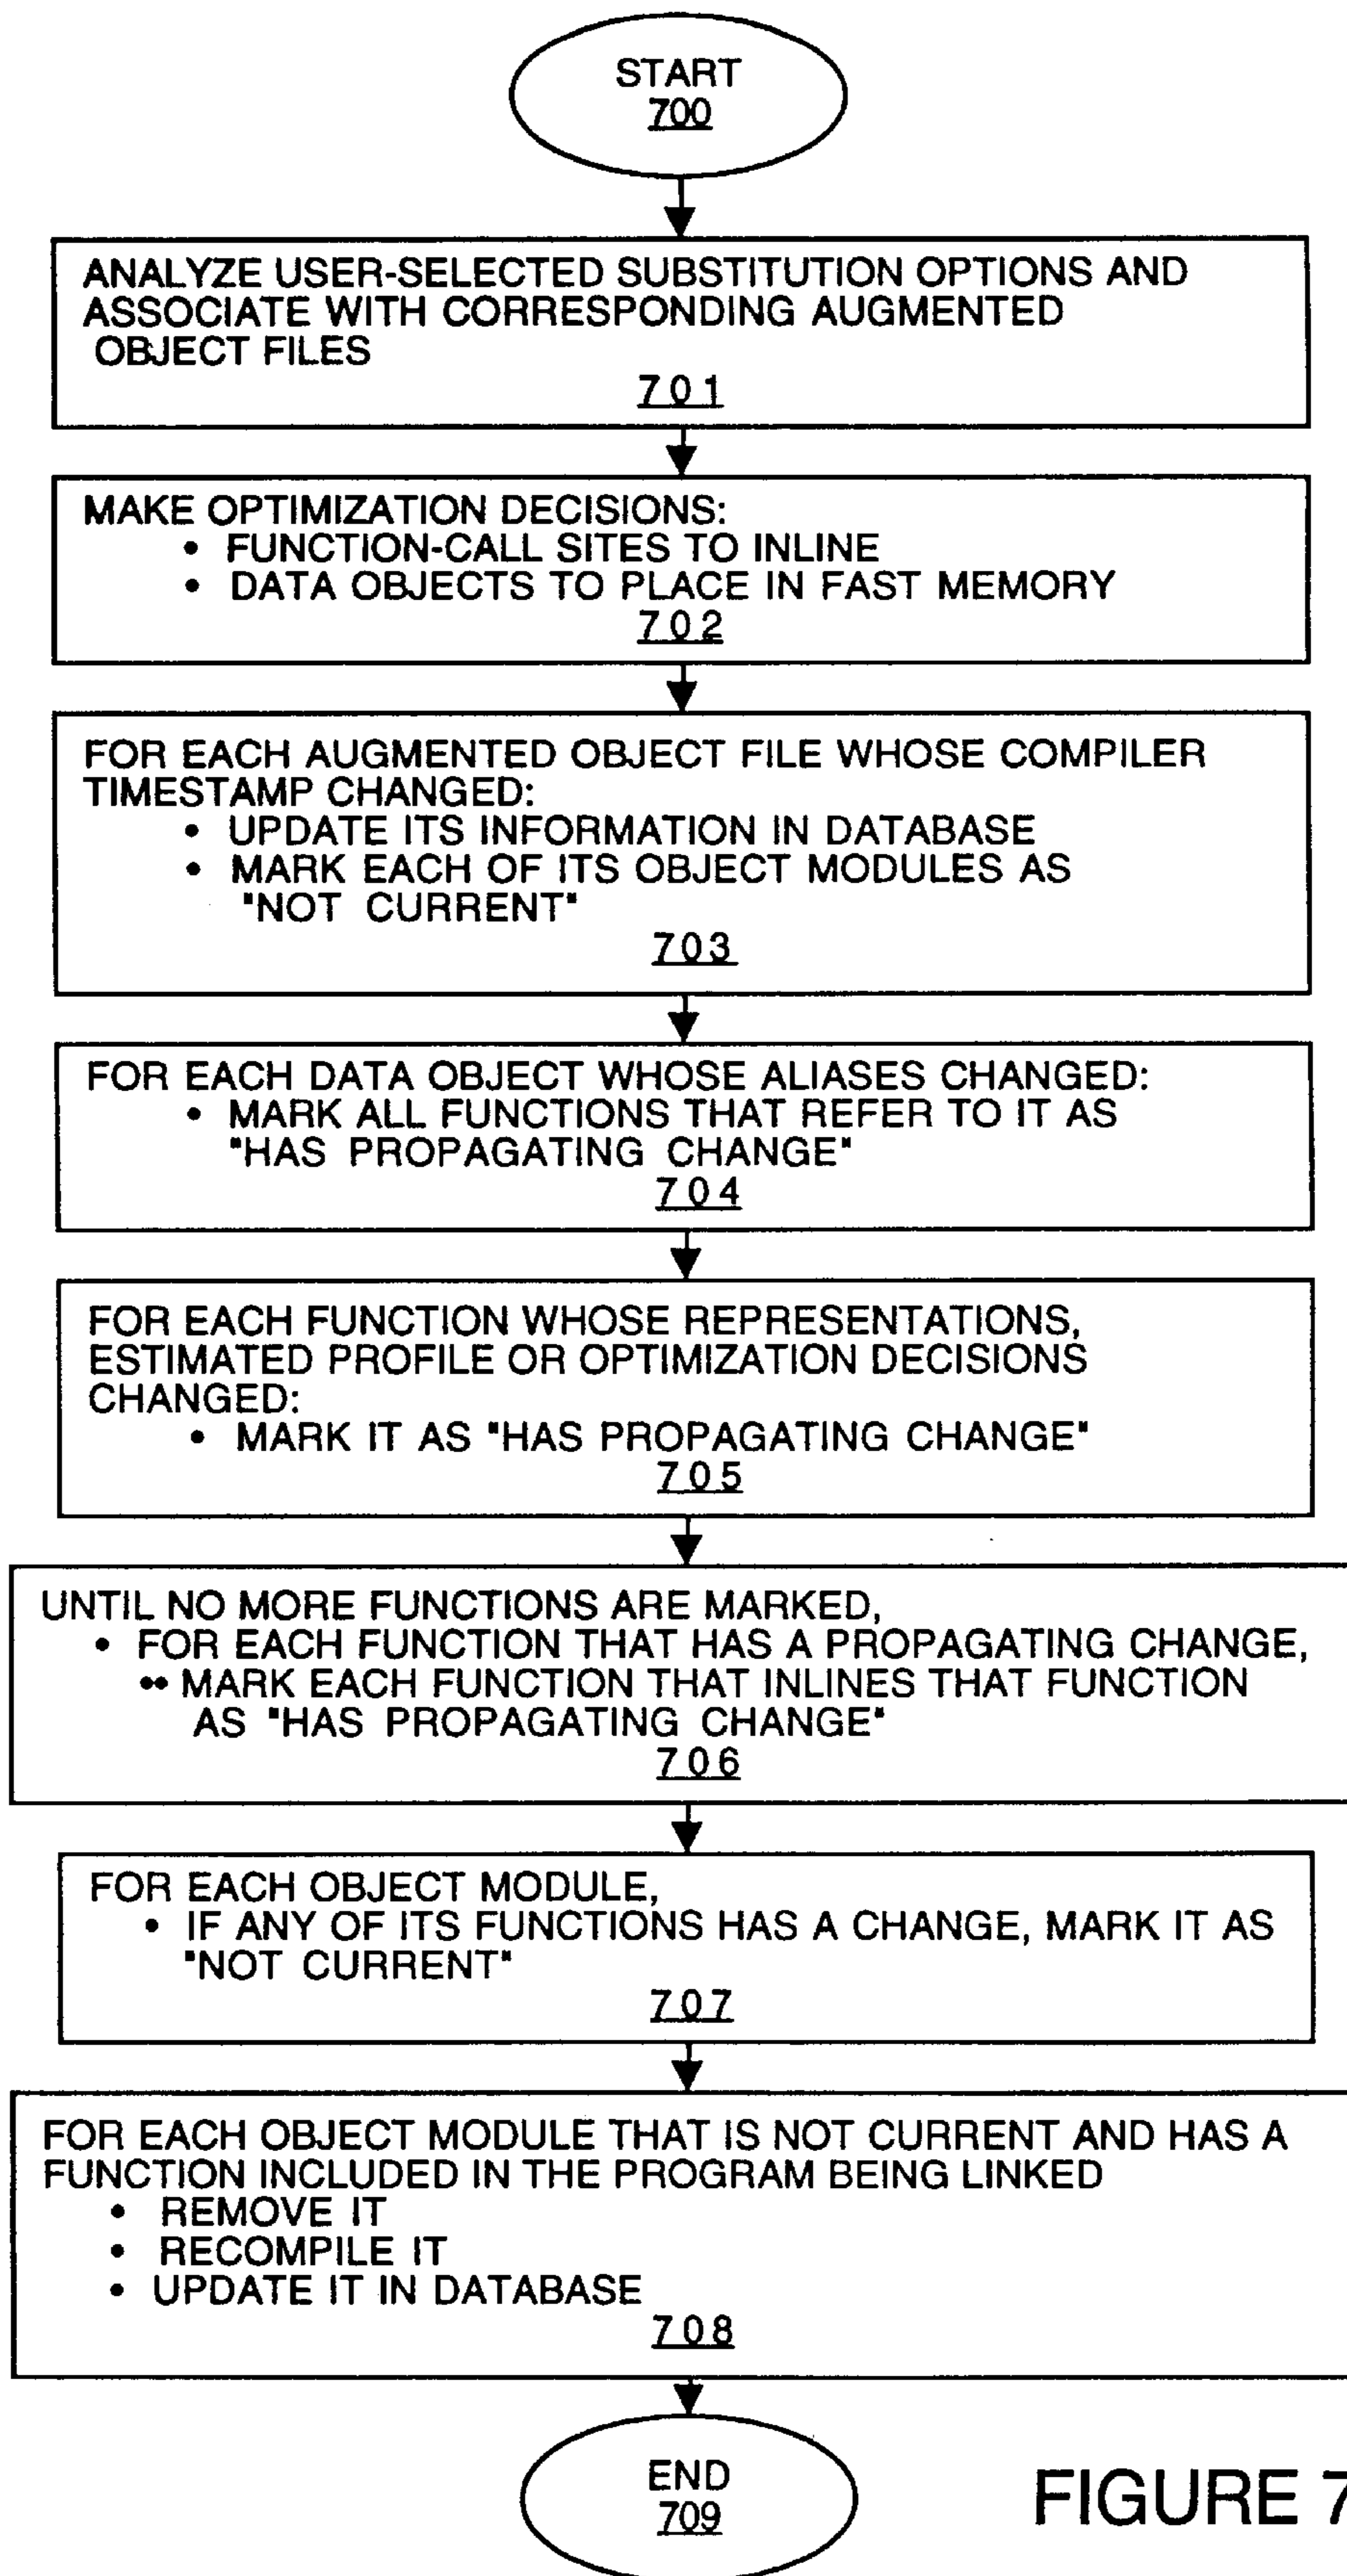 START
700
ANALYZE USER-SELECTED SUBSTITUTION OPTIONS AND
ASSOCIATE WITH CORRESPONDING AUGMENTED
OBJECT FILES
701
MAKE OPTIMIZATION DECISIONS:
• FUNCTION-CALL SITES TO INLINE
• DATA OBJECTS TO PLACE IN FAST MEMORY
702
FOR EACH AUGMENTED OBJECT FILE WHOSE COMPILER
TIMESTAMP CHANGED:
• UPDATE ITS INFORMATION IN DATABASE
• MARK EACH OF ITS OBJECT MODULES AS
"NOT CURRENT"
703
FOR EACH DATA OBJECT WHOSE ALIASES CHANGED:
• MARK ALL FUNCTIONS THAT REFER TO IT AS
"HAS PROPAGATING CHANGE"
704
FOR EACH FUNCTION WHOSE REPRESENTATIONS,
ESTIMATED PROFILE OR OPTIMIZATION DECISIONS
CHANGED:
• MARK IT AS "HAS PROPAGATING CHANGE"
705
UNTIL NO MORE FUNCTIONS ARE MARKED,
• FOR EACH FUNCTION THAT HAS A PROPAGATING CHANGE,
•• MARK EACH FUNCTION THAT INLINES THAT FUNCTION
AS "HAS PROPAGATING CHANGE"
706
FOR EACH OBJECT MODULE,
• IF ANY OF ITS FUNCTIONS HAS A CHANGE, MARK IT AS
"NOT CURRENT"
707
FOR EACH OBJECT MODULE THAT IS NOT CURRENT AND HAS A
FUNCTION INCLUDED IN THE PROGRAM BEING LINKED
• REMOVE IT
• RECOMPILE IT
• UPDATE IT IN DATABASE
708
END
709
FIGURE 7